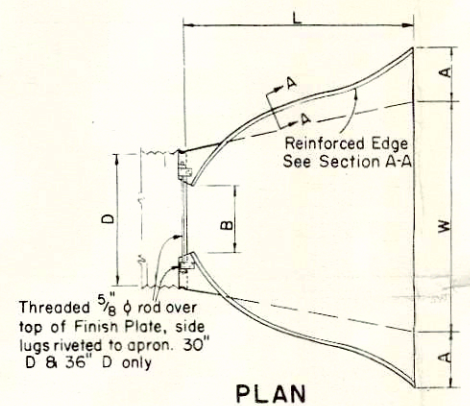 L
A
A
A
Reinforced Edge
See Section A-A
D
B
W
Threaded 5/8" φ rod over
top of Finish Plate, side
lugs riveted to apron. 30"
D & 36" D only
A
PLAN